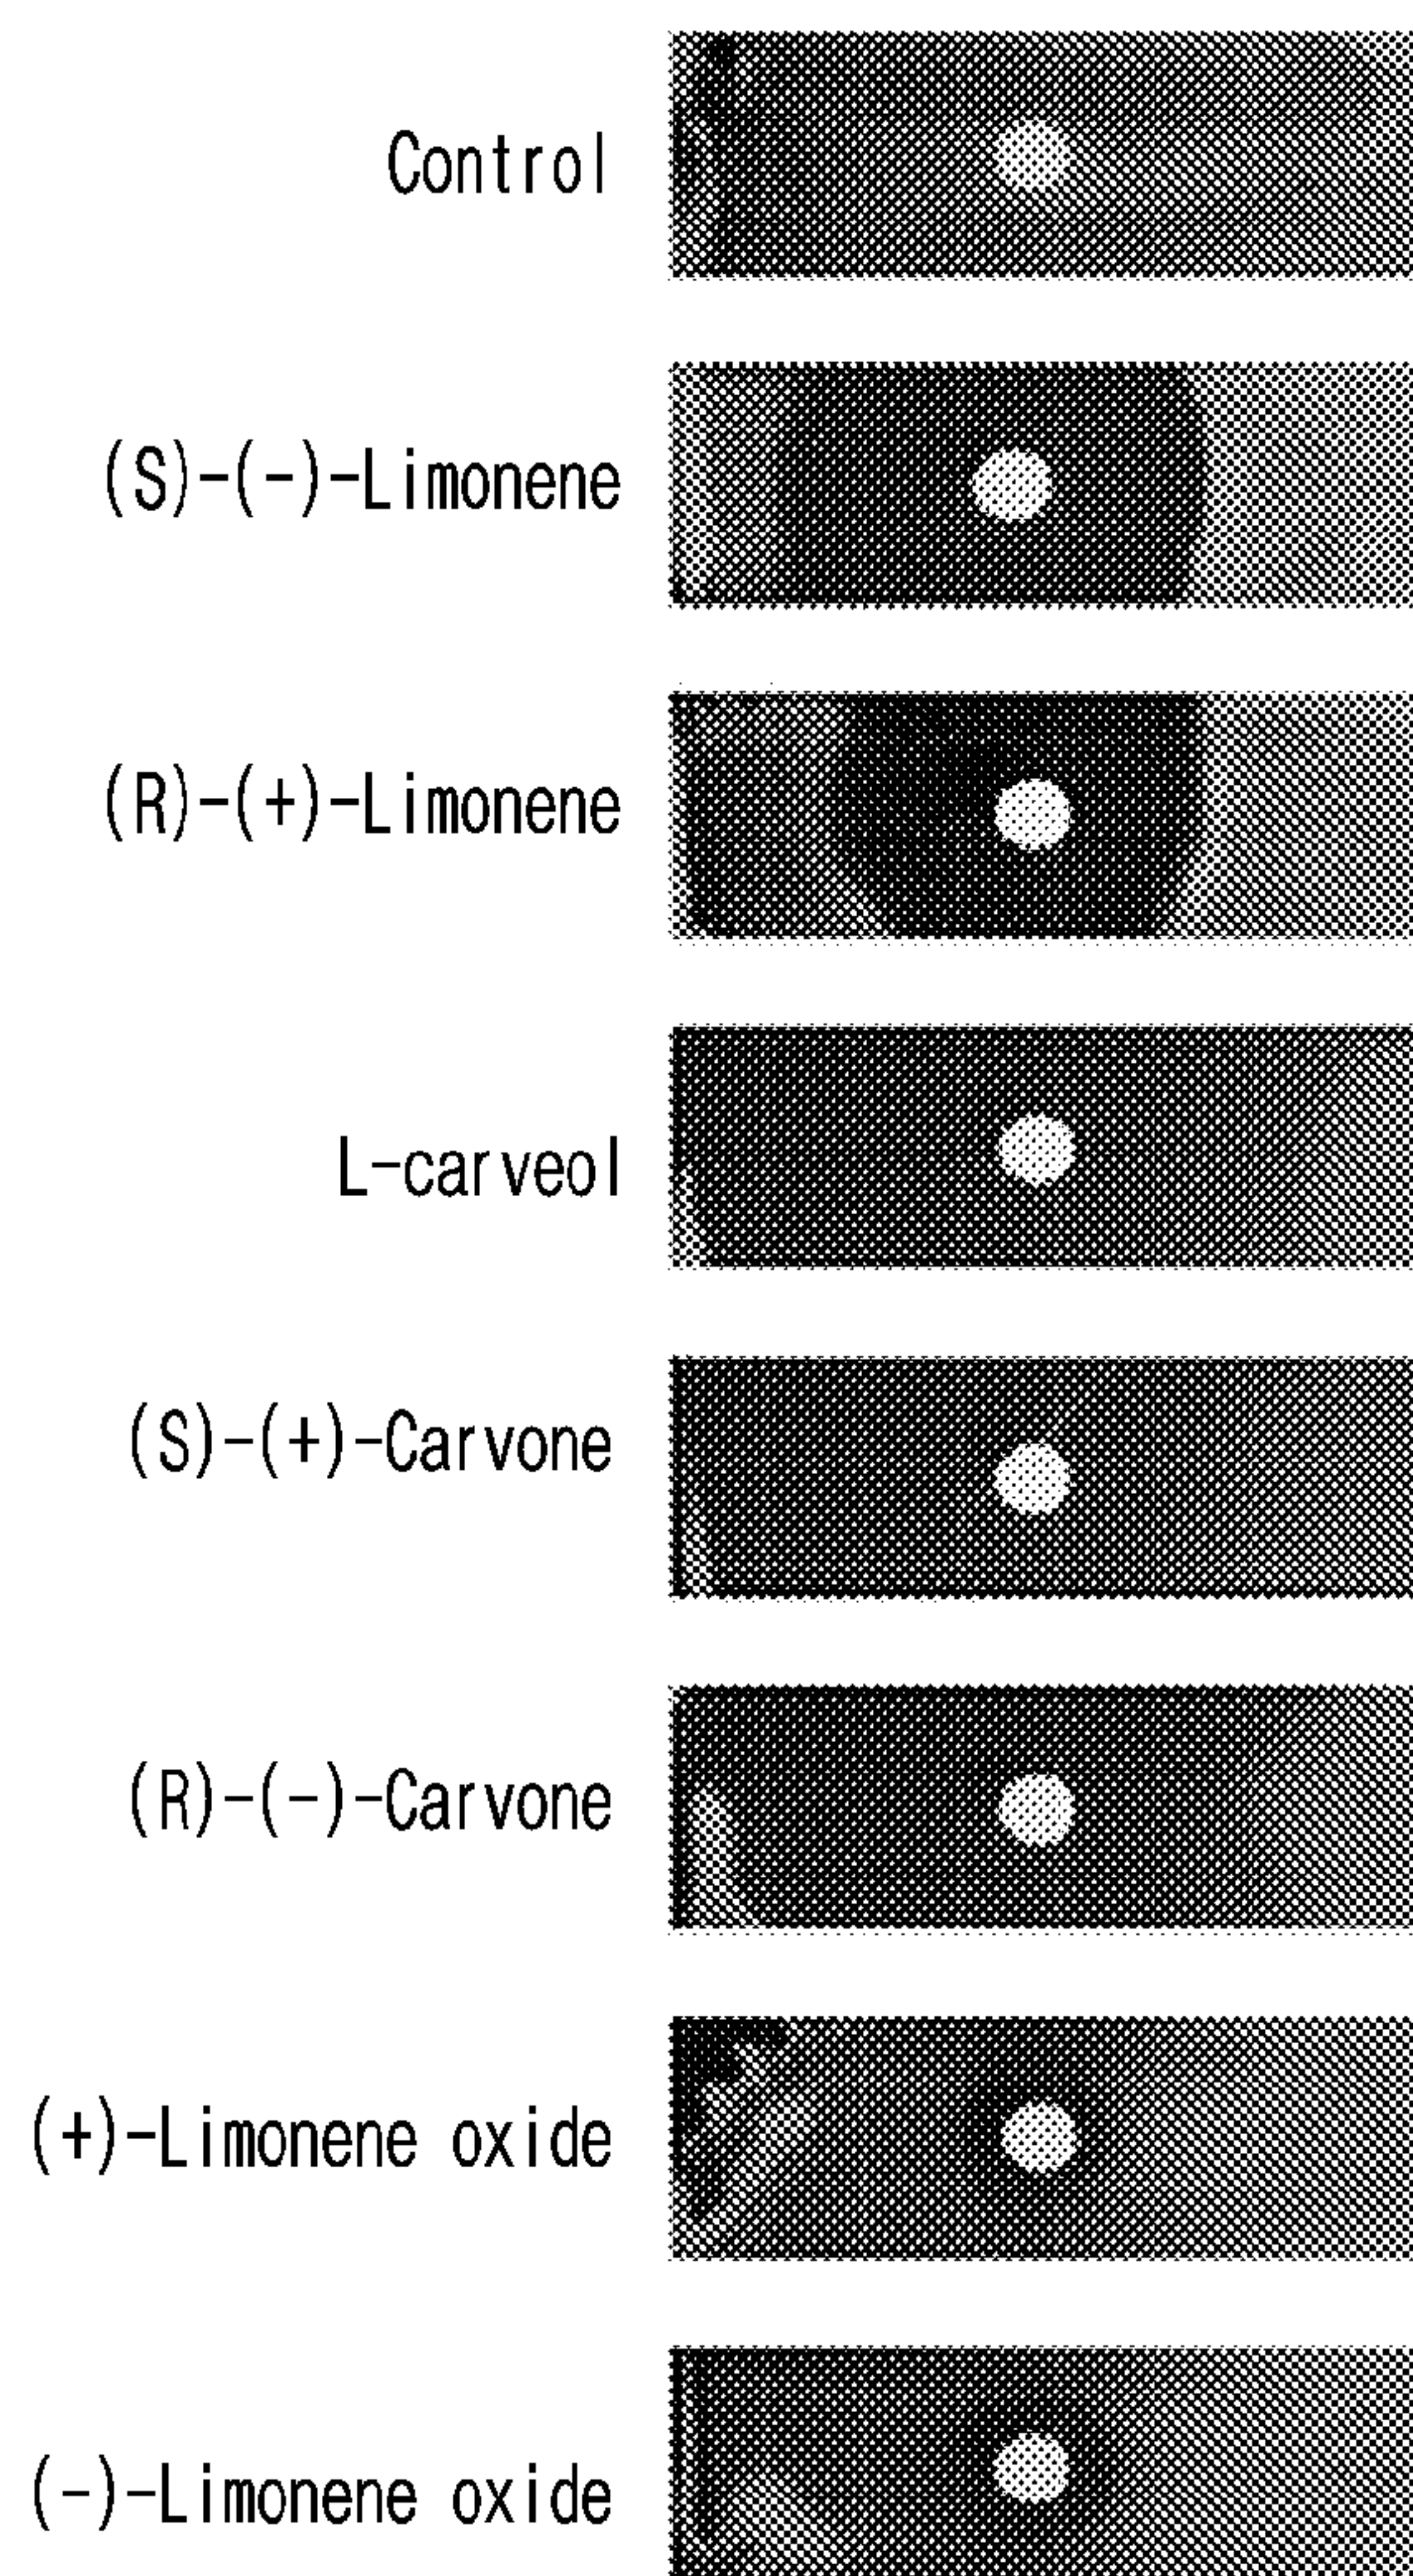 Control
(S)-(-)-Limonene
(R)-(+)-Limonene
L-carveol
(S)-(+)-Carvone
(R)-(-)-Carvone
(+)-Limonene oxide
(-)-Limonene oxide